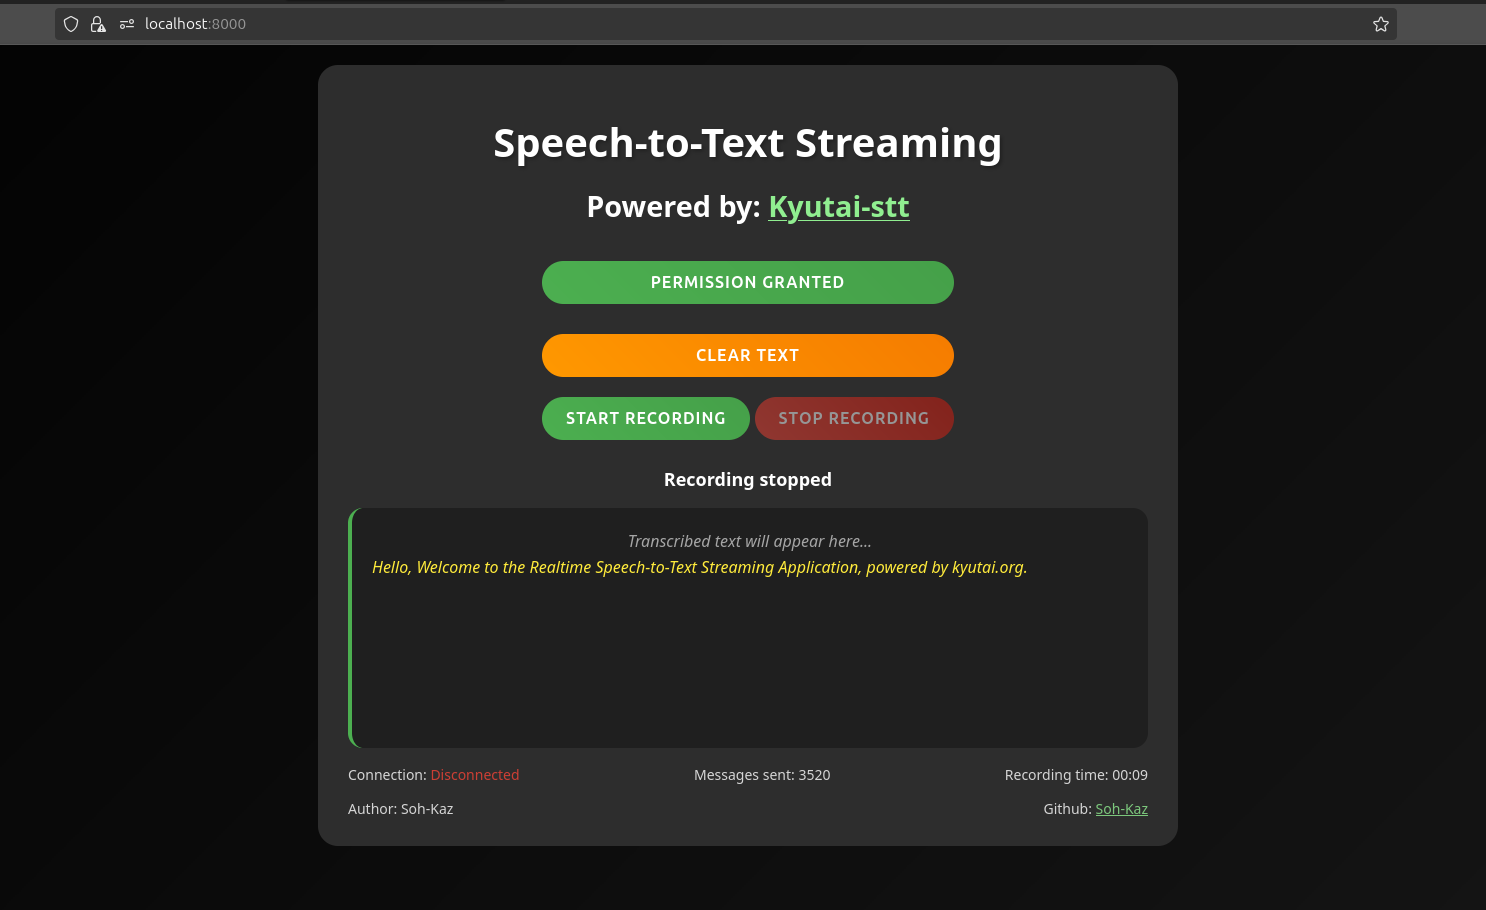 localhost:8000
Speech-to-Text Streaming
Powered by: Kyutai-stt
PERMISSION GRANTED
CLEAR TEXT
START RECORDING STOP RECORDING
Recording stopped
Transcribed text will appear here...
Hello, Welcome to the Realtime Speech-to-Text Streaming Application, powered by kyutai.org.
Connection: Disconnected Messages sent: 3520 Recording time: 00:09
Author: Soh-Kaz Github: Soh-Kaz